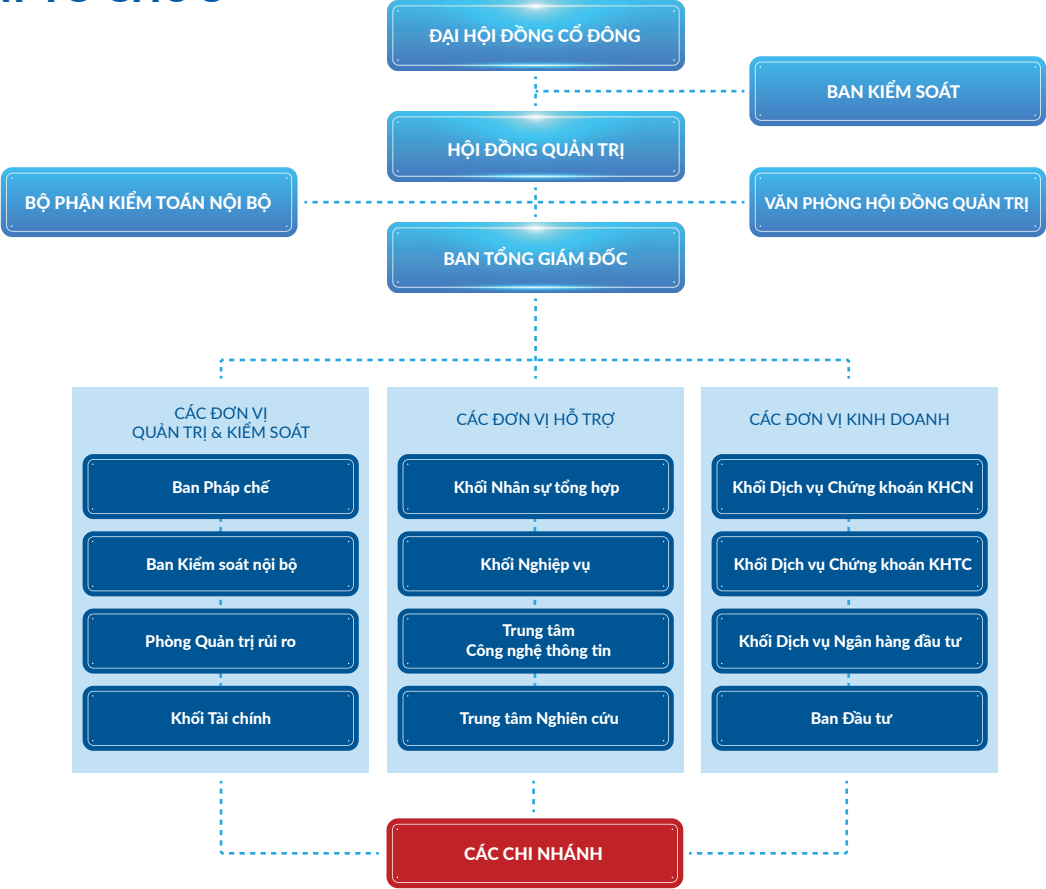 ĐẠI HỘI ĐỒNG CỔ ĐÔNG
BAN KIỂM SOÁT
HỘI ĐỒNG QUẢN TRỊ
BỘ PHẬN KIỂM TOÁN NỘI BỘ
VĂN PHÒNG HỘI ĐỒNG QUẢN TRỊ
BAN TỔNG GIÁM ĐỐC
CÁC ĐƠN VỊ
QUẢN TRỊ & KIỂM SOÁT
Ban Pháp chế
Ban Kiểm soát nội bộ
Phòng Quản trị rủi ro
Khối Tài chính
CÁC ĐƠN VỊ HỖ TRỢ
Khối Nhân sự tổng hợp
Khối Nghiệp vụ
Trung tâm
Công nghệ thông tin
Trung tâm Nghiên cứu
CÁC ĐƠN VỊ KINH DOANH
Khối Dịch vụ Chứng khoán KHCN
Khối Dịch vụ Chứng khoán KHTC
Khối Dịch vụ Ngân hàng đầu tư
Ban Đầu tư
CÁC CHI NHÁNH